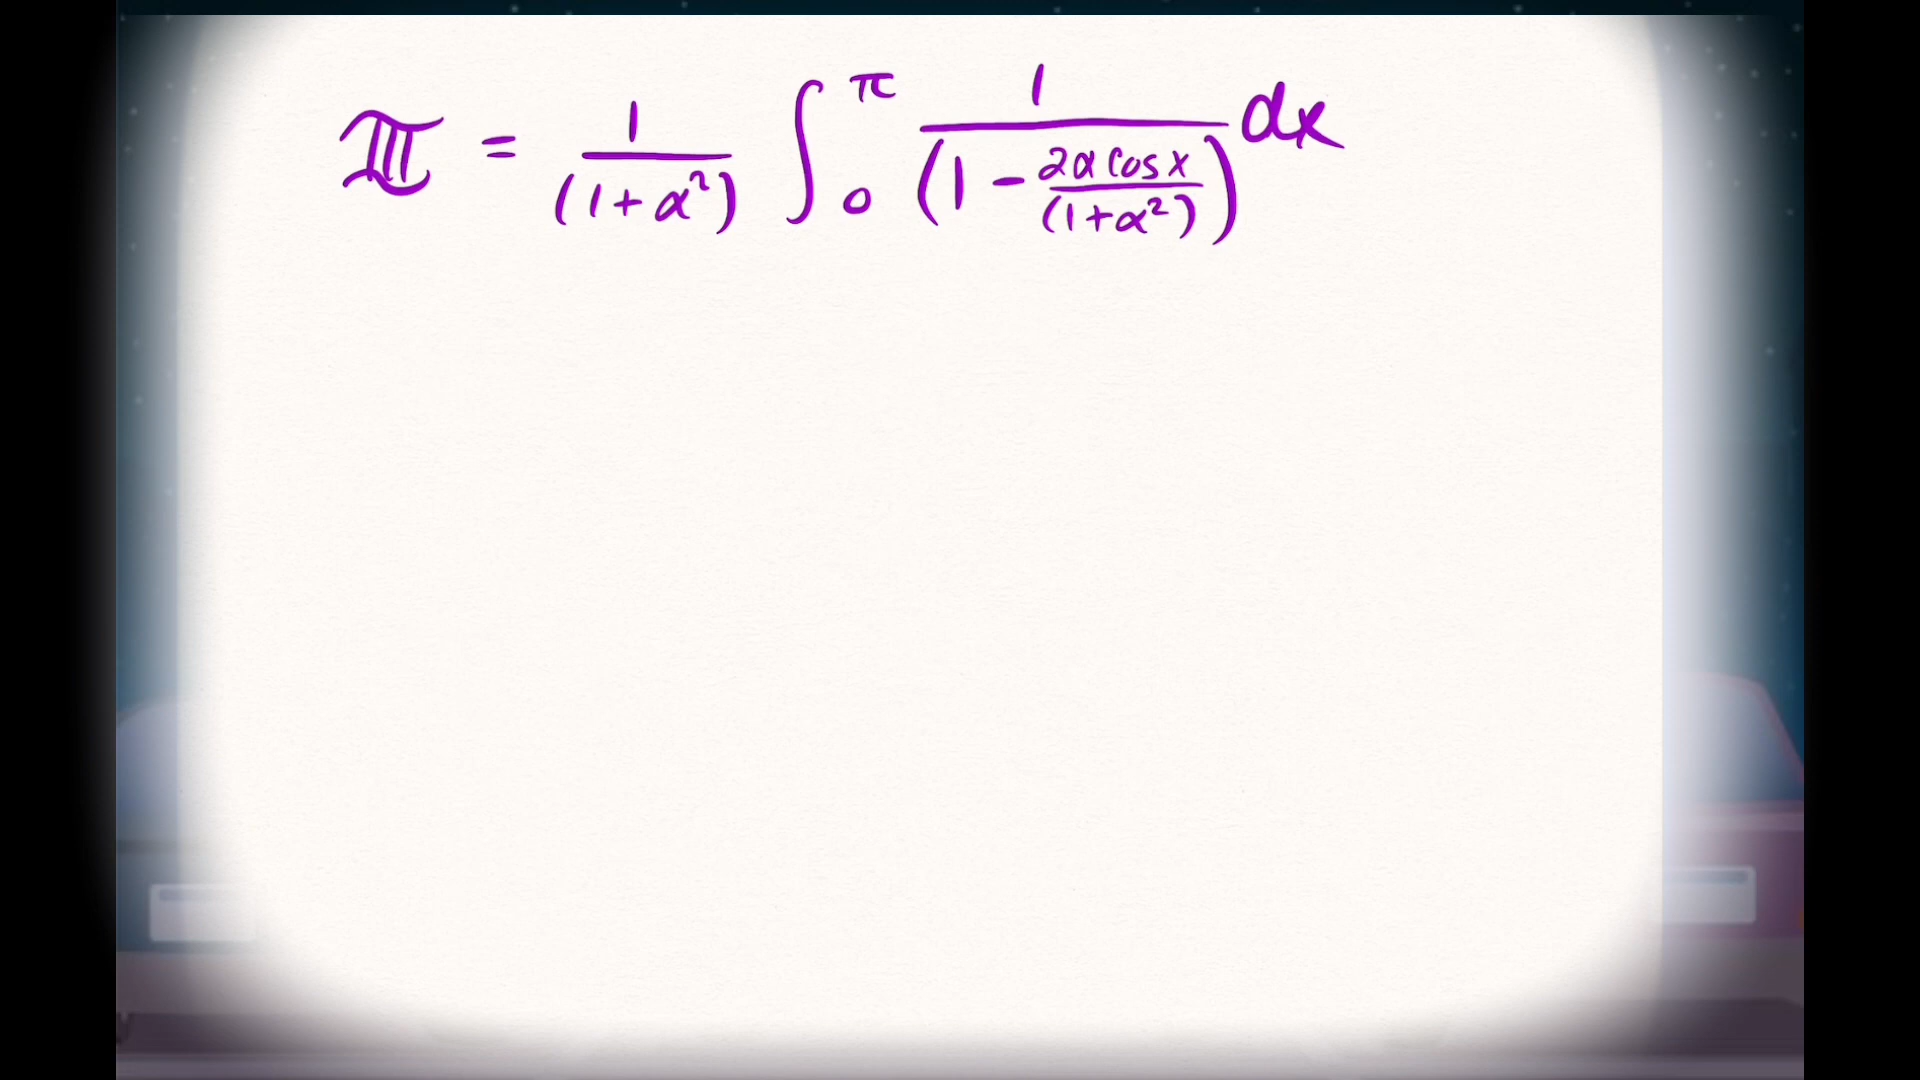 III = 1/(1+α²) ∫₀^π 1/(1 - 2α cos x/(1+α²)) dx